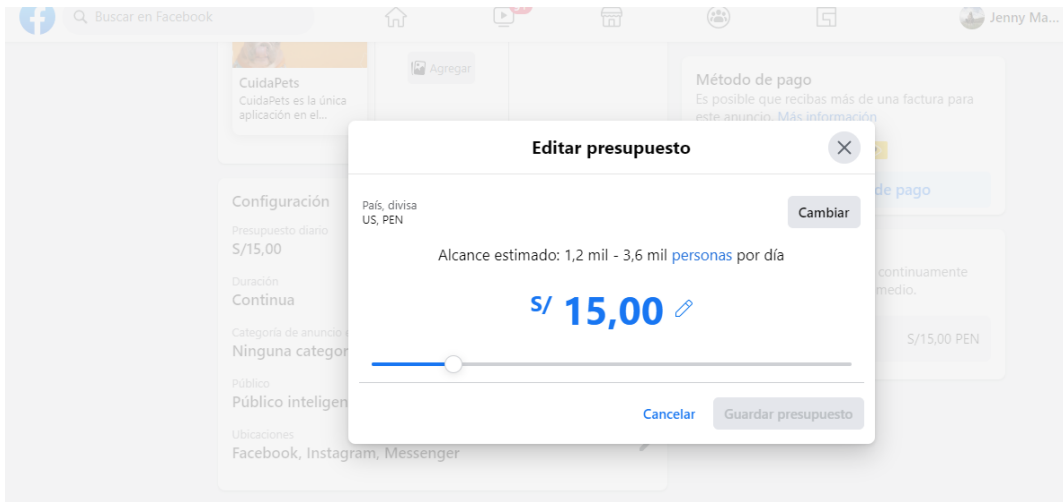 Buscar en Facebook
Jenny Ma...
CuidaPets
CuidaPets es la única
aplicación en el...
Agregar
Método de pago
Es posible que recibas más de una factura para
este anuncio. Más información
de pago
Configuración
Presupuesto diario
S/15,00
Duración
Continua
Categoría de anuncio
Ninguna categor
Público
Público inteligen
Ubicaciones
Facebook, Instagram, Messenger
Editar presupuesto
País, divisa
US, PEN
Cambiar
Alcance estimado: 1,2 mil - 3,6 mil personas por día
S/ 15,00
Cancelar
Guardar presupuesto
continuamente
medio.
S/15,00 PEN